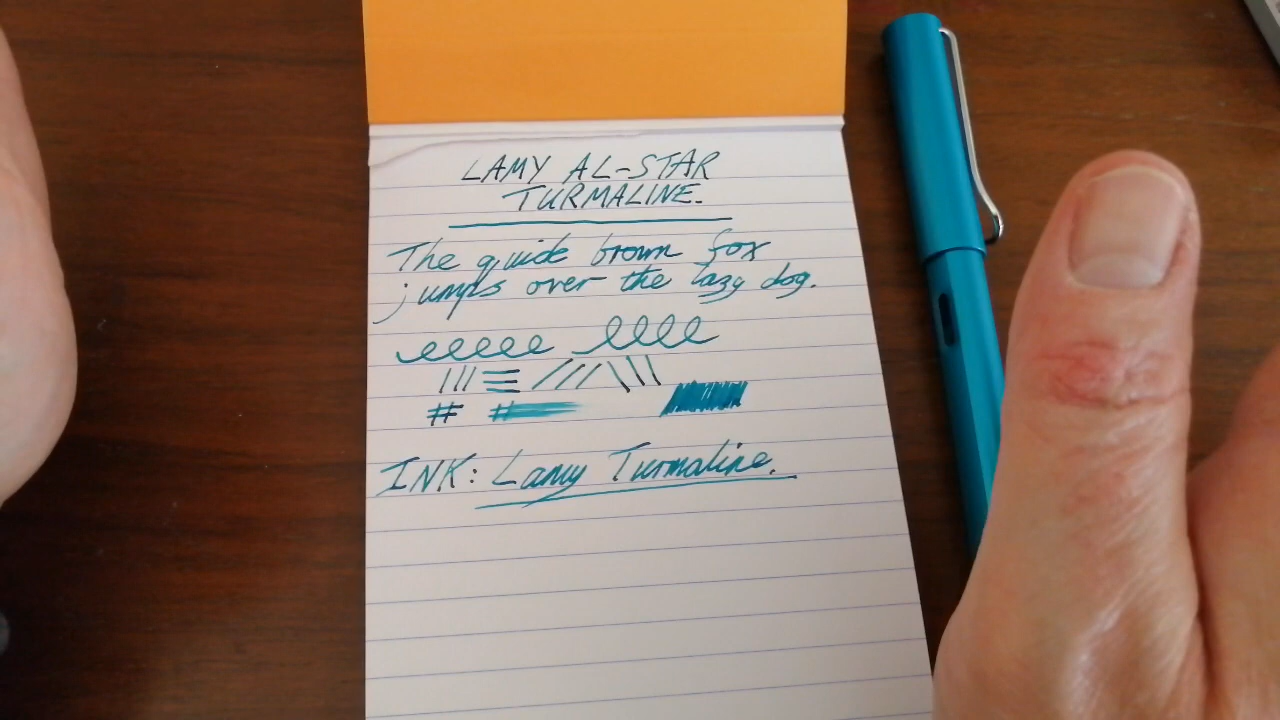 LAMY AL-STAR
TURMALINE.
The quick brown fox
jumps over the lazy dog.
INK: Lamy Turmaline.